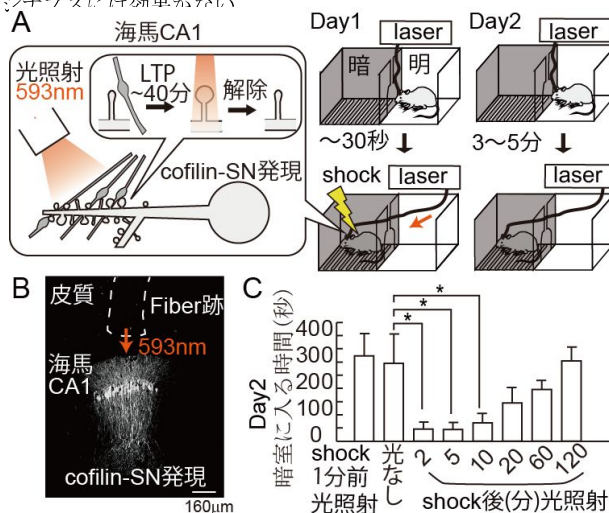 A
海馬CA1
光照射
593nm
LTP
~40分
解除
cofilin-SN発現
Day1
laser
暗
明
～30秒
shock
laser
Day2
laser
3～5分
laser
B
皮質
Fiber跡
593nm
海馬
CA1
cofilin-SN発現
160μm
C
Day2
暗室に入る時間(秒)
400
300
200
100
0
*
*
*
shock
1分前
光照射
光なし
2
5
10
20
60
120
shock後(分)光照射